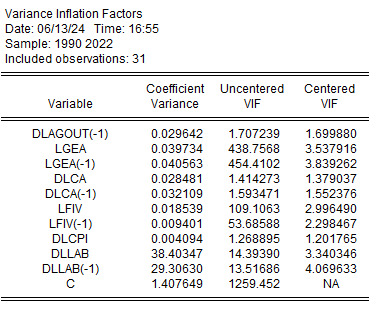 Variance Inflation Factors
Date: 06/13/24 Time: 16:55
Sample: 1990 2022
Included observations: 31
Coefficient Uncentered Centered
Variable Variance VIF VIF
DLAGOUT(-1) 0.029642 1.707239 1.699880
LGEA 0.039734 438.7568 3.537916
LGEA(-1) 0.040563 454.4102 3.839262
DLCA 0.028481 1.414273 1.379037
DLCA(-1) 0.032109 1.593471 1.552376
LFIV 0.018539 109.1063 2.996490
LFIV(-1) 0.009401 53.68588 2.298467
DLCPI 0.004094 1.268895 1.201765
DLLAB 38.40347 14.39390 3.340346
DLLAB(-1) 29.30630 13.51686 4.069633
C 1.407649 1259.452 NA